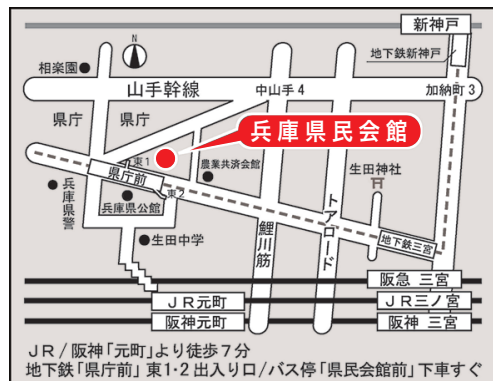 新神戸
N
地下鉄新神戸
相楽園
山手幹線
中山手4
加納町3
県庁
県庁
兵庫県民会館
東1
農業共済会館
生田神社
県庁前
東2
兵庫県警
兵庫県公館
トアロード
生田中学
鯉川筋
地下鉄三宮
阪急 三宮
JR元町
JR三ノ宮
阪神元町
阪神 三宮
JR/阪神「元町」より徒歩7分
地下鉄「県庁前」東1・2出入り口/バス停「県民会館前」下車すぐ